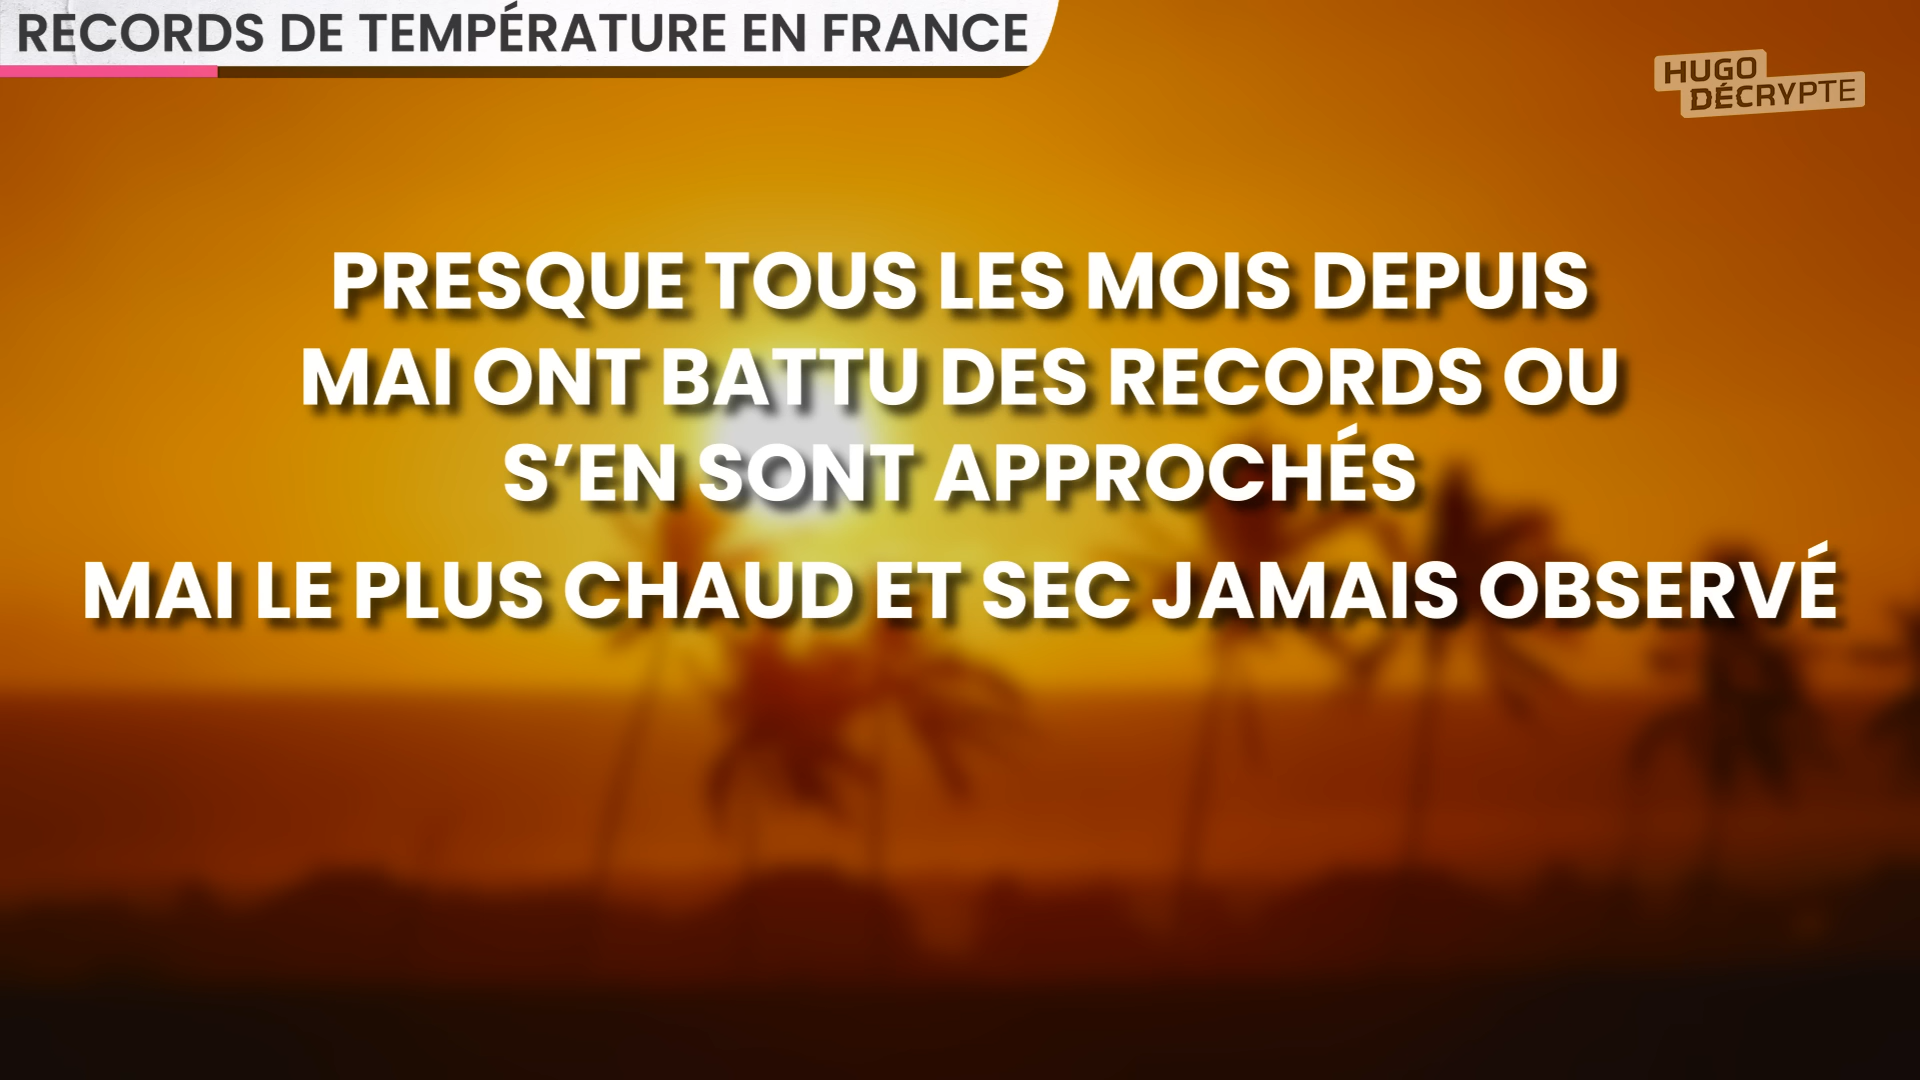 RECORDS DE TEMPÉRATURE EN FRANCE
HUGO
DÉCRYPTE
PRESQUE TOUS LES MOIS DEPUIS
MAI ONT BATTU DES RECORDS OU
S’EN SONT APPROCHÉS
MAI LE PLUS CHAUD ET SEC JAMAIS OBSERVÉ